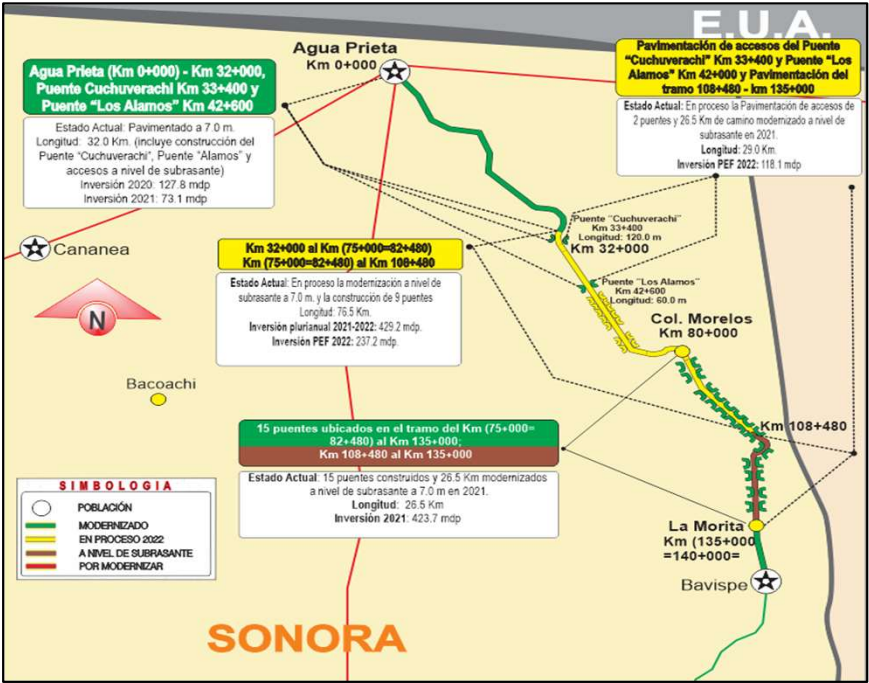 E.U.A.
Agua Prieta
Km 0+000
Agua Prieta (Km 0+000) - Km 32+000,
Puente Cuchuverachi Km 33+400 y
Puente “Los Alamos” Km 42+600
Estado Actual: Pavimentado a 7.0 m.
Longitud: 32.0 Km. (incluye construcción del
Puente “Cuchuverachi”, Puente “Alamos” y
accesos a nivel de subrasante)
Inversión 2020: 127.8 mdp
Inversión 2021: 73.1 mdp
Pavimentación de accesos del Puente
“Cuchuverachi” Km 33+400 y Puente “Los
Alamos” Km 42+000 y Pavimentación del
tramo 108+480 - km 135+000
Estado Actual: En proceso la Pavimentación de accesos de
2 puentes y 26.5 Km de camino modernizado a nivel de
subrasante en 2021.
Longitud: 29.0 Km.
Inversión PEF 2022: 118.1 mdp
Cananea
Puente “Cuchuverachi”
Km 33+400
Longitud: 120.0 m
Km 32+000
Km 32+000 al Km (75+000=82+480)
Km (75+000=82+480) al Km 108+480
Estado Actual: En proceso la modernización a nivel de
subrasante a 7.0 m. y la construcción de 9 puentes
Longitud: 76.5 Km.
Inversión plurianual 2021-2022: 429.2 mdp.
Inversión PEF 2022: 237.2 mdp.
Puente “Los Alamos”
Km 42+600
Longitud: 60.0 m
N
Col. Morelos
Km 80+000
Bacoachi
15 puentes ubicados en el tramo del Km (75+000=
82+480) al Km 135+000;
Km 108+480 al Km 135+000
Estado Actual: 15 puentes construidos y 26.5 Km modernizados
a nivel de subrasante a 7.0 m en 2021.
Longitud: 26.5 Km
Inversión 2021: 423.7 mdp
Km 108+480
SIMBOLOGIA
POBLACIÓN
MODERNIZADO
EN PROCESO 2022
A NIVEL DE SUBRASANTE
POR MODERNIZAR
La Morita
Km (135+000
=140+000=
Bavispe
SONORA